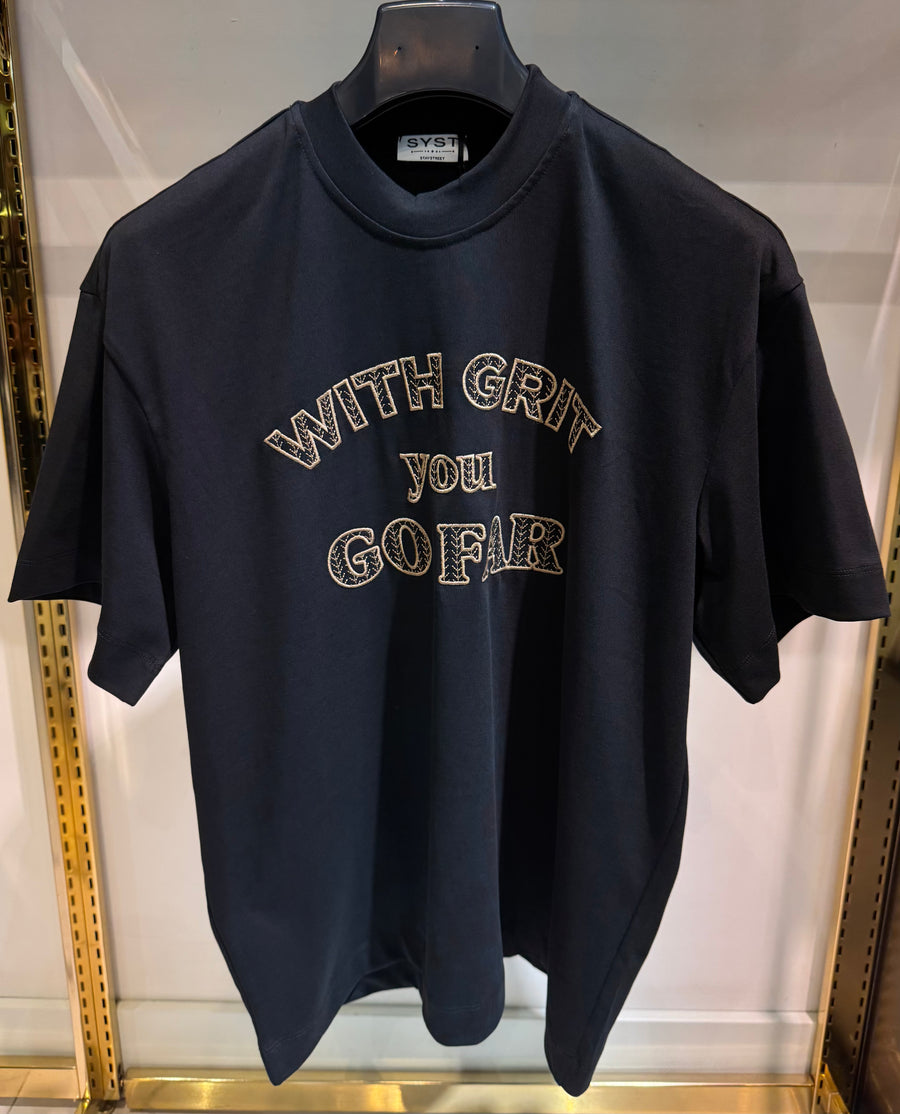 SYST
STAYSTREET
WITH GRIT
you
GO FAR